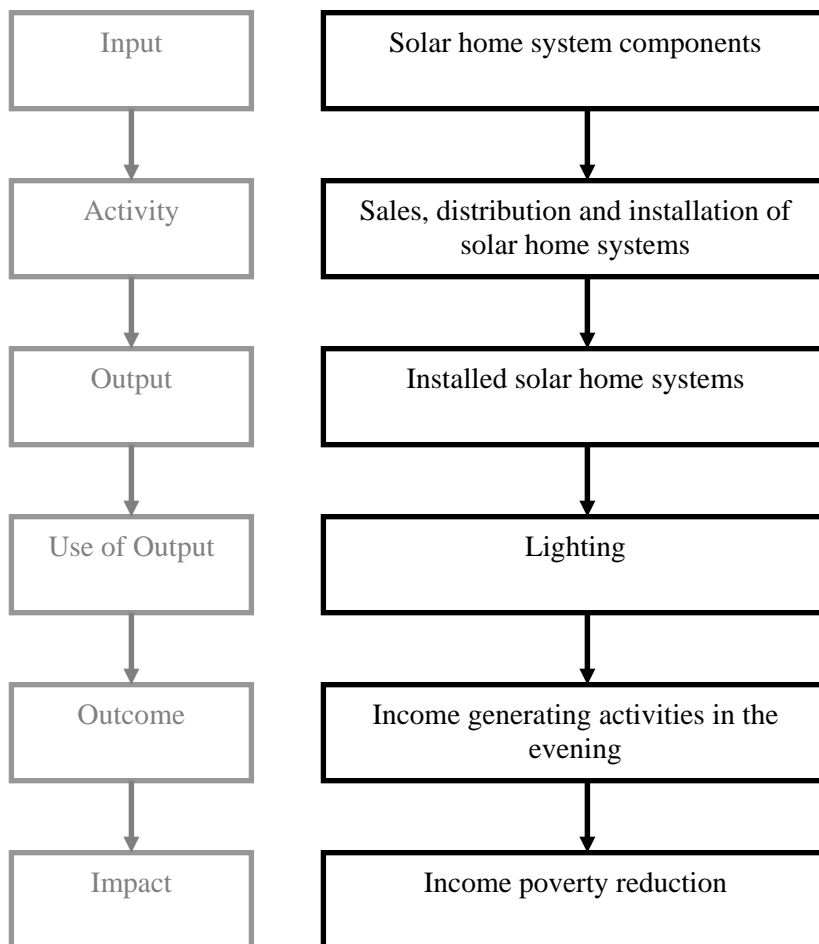 Input
Solar home system components
Activity
Sales, distribution and installation of
solar home systems
Output
Installed solar home systems
Use of Output
Lighting
Outcome
Income generating activities in the
evening
Impact
Income poverty reduction